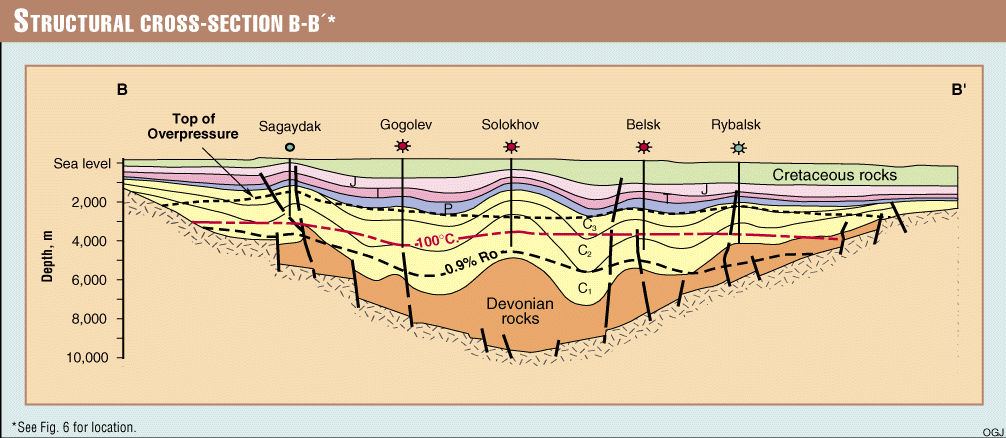 STRUCTURAL CROSS-SECTION B-B´*
B
B'
Top of
Overpressure
Sagaydak
Gogolev
Solokhov
Belsk
Rybalsk
Sea level
2,000
4,000
6,000
8,000
10,000
Depth, m
Cretaceous rocks
J
J
T
T
P
C3
C2
C1
100°C.
0.9% Ro
Devonian
rocks
*See Fig. 6 for location.
OGJ